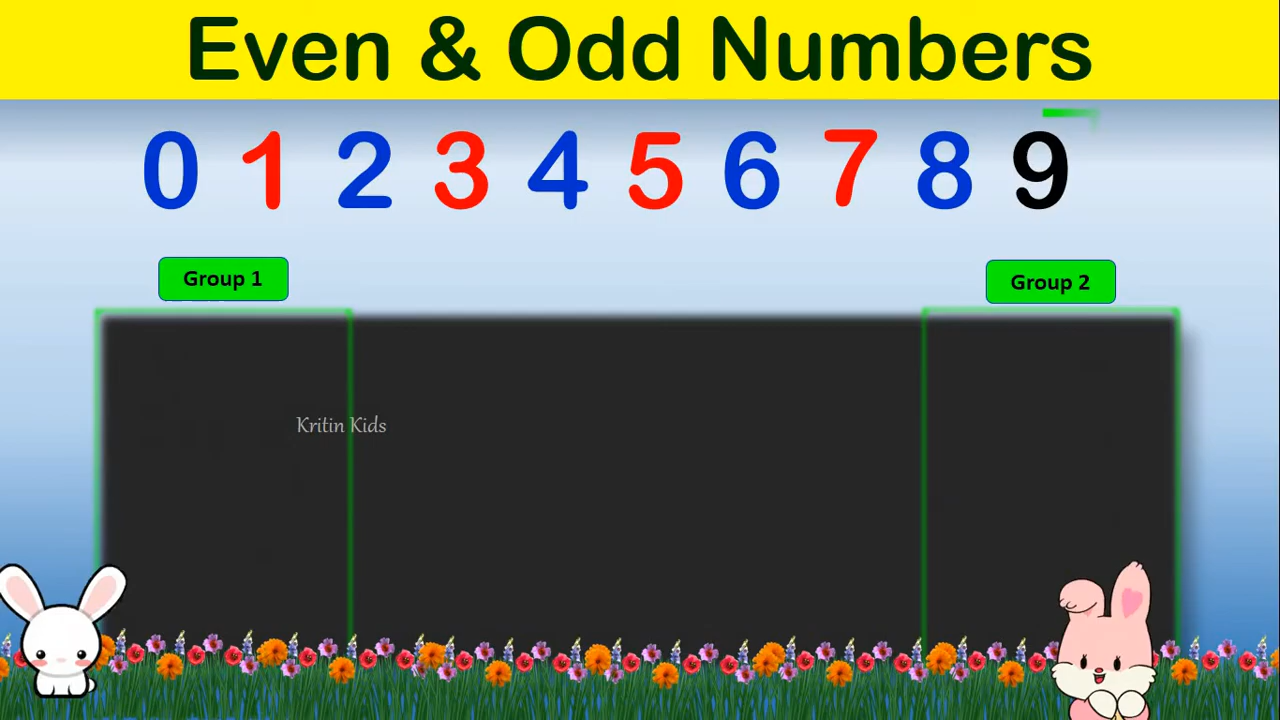 Even & Odd Numbers
0 1 2 3 4 5 6 7 8 9
Group 1
Group 2
Kritin Kids